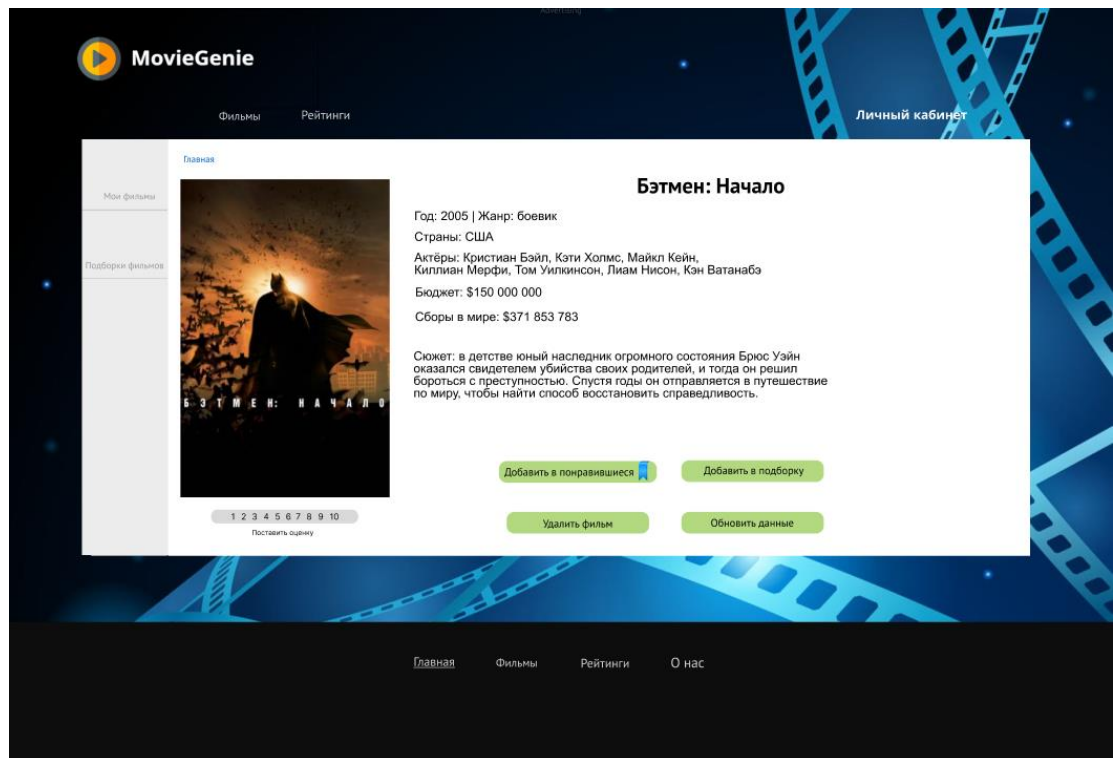 Advertising
MovieGenie
Фильмы Рейтинги Личный кабинет
Главная
Мои фильмы
Подборки фильмов
БЭТМЕН: НАЧАЛО
1 2 3 4 5 6 7 8 9 10
Поставить оценку
Бэтмен: Начало
Год: 2005 | Жанр: боевик
Страны: США
Актёры: Кристиан Бэйл, Кэти Холмс, Майкл Кейн,
Киллиан Мерфи, Том Уилкинсон, Лиам Нисон, Кэн Ватанабэ
Бюджет: $150 000 000
Сборы в мире: $371 853 783
Сюжет: в детстве юный наследник огромного состояния Брюс Уэйн
оказался свидетелем убийства своих родителей, и тогда он решил
бороться с преступностью. Спустя годы он отправляется в путешествие
по миру, чтобы найти способ восстановить справедливость.
Добавить в понравившиеся Добавить в подборку
Удалить фильм Обновить данные
Главная Фильмы Рейтинги О нас